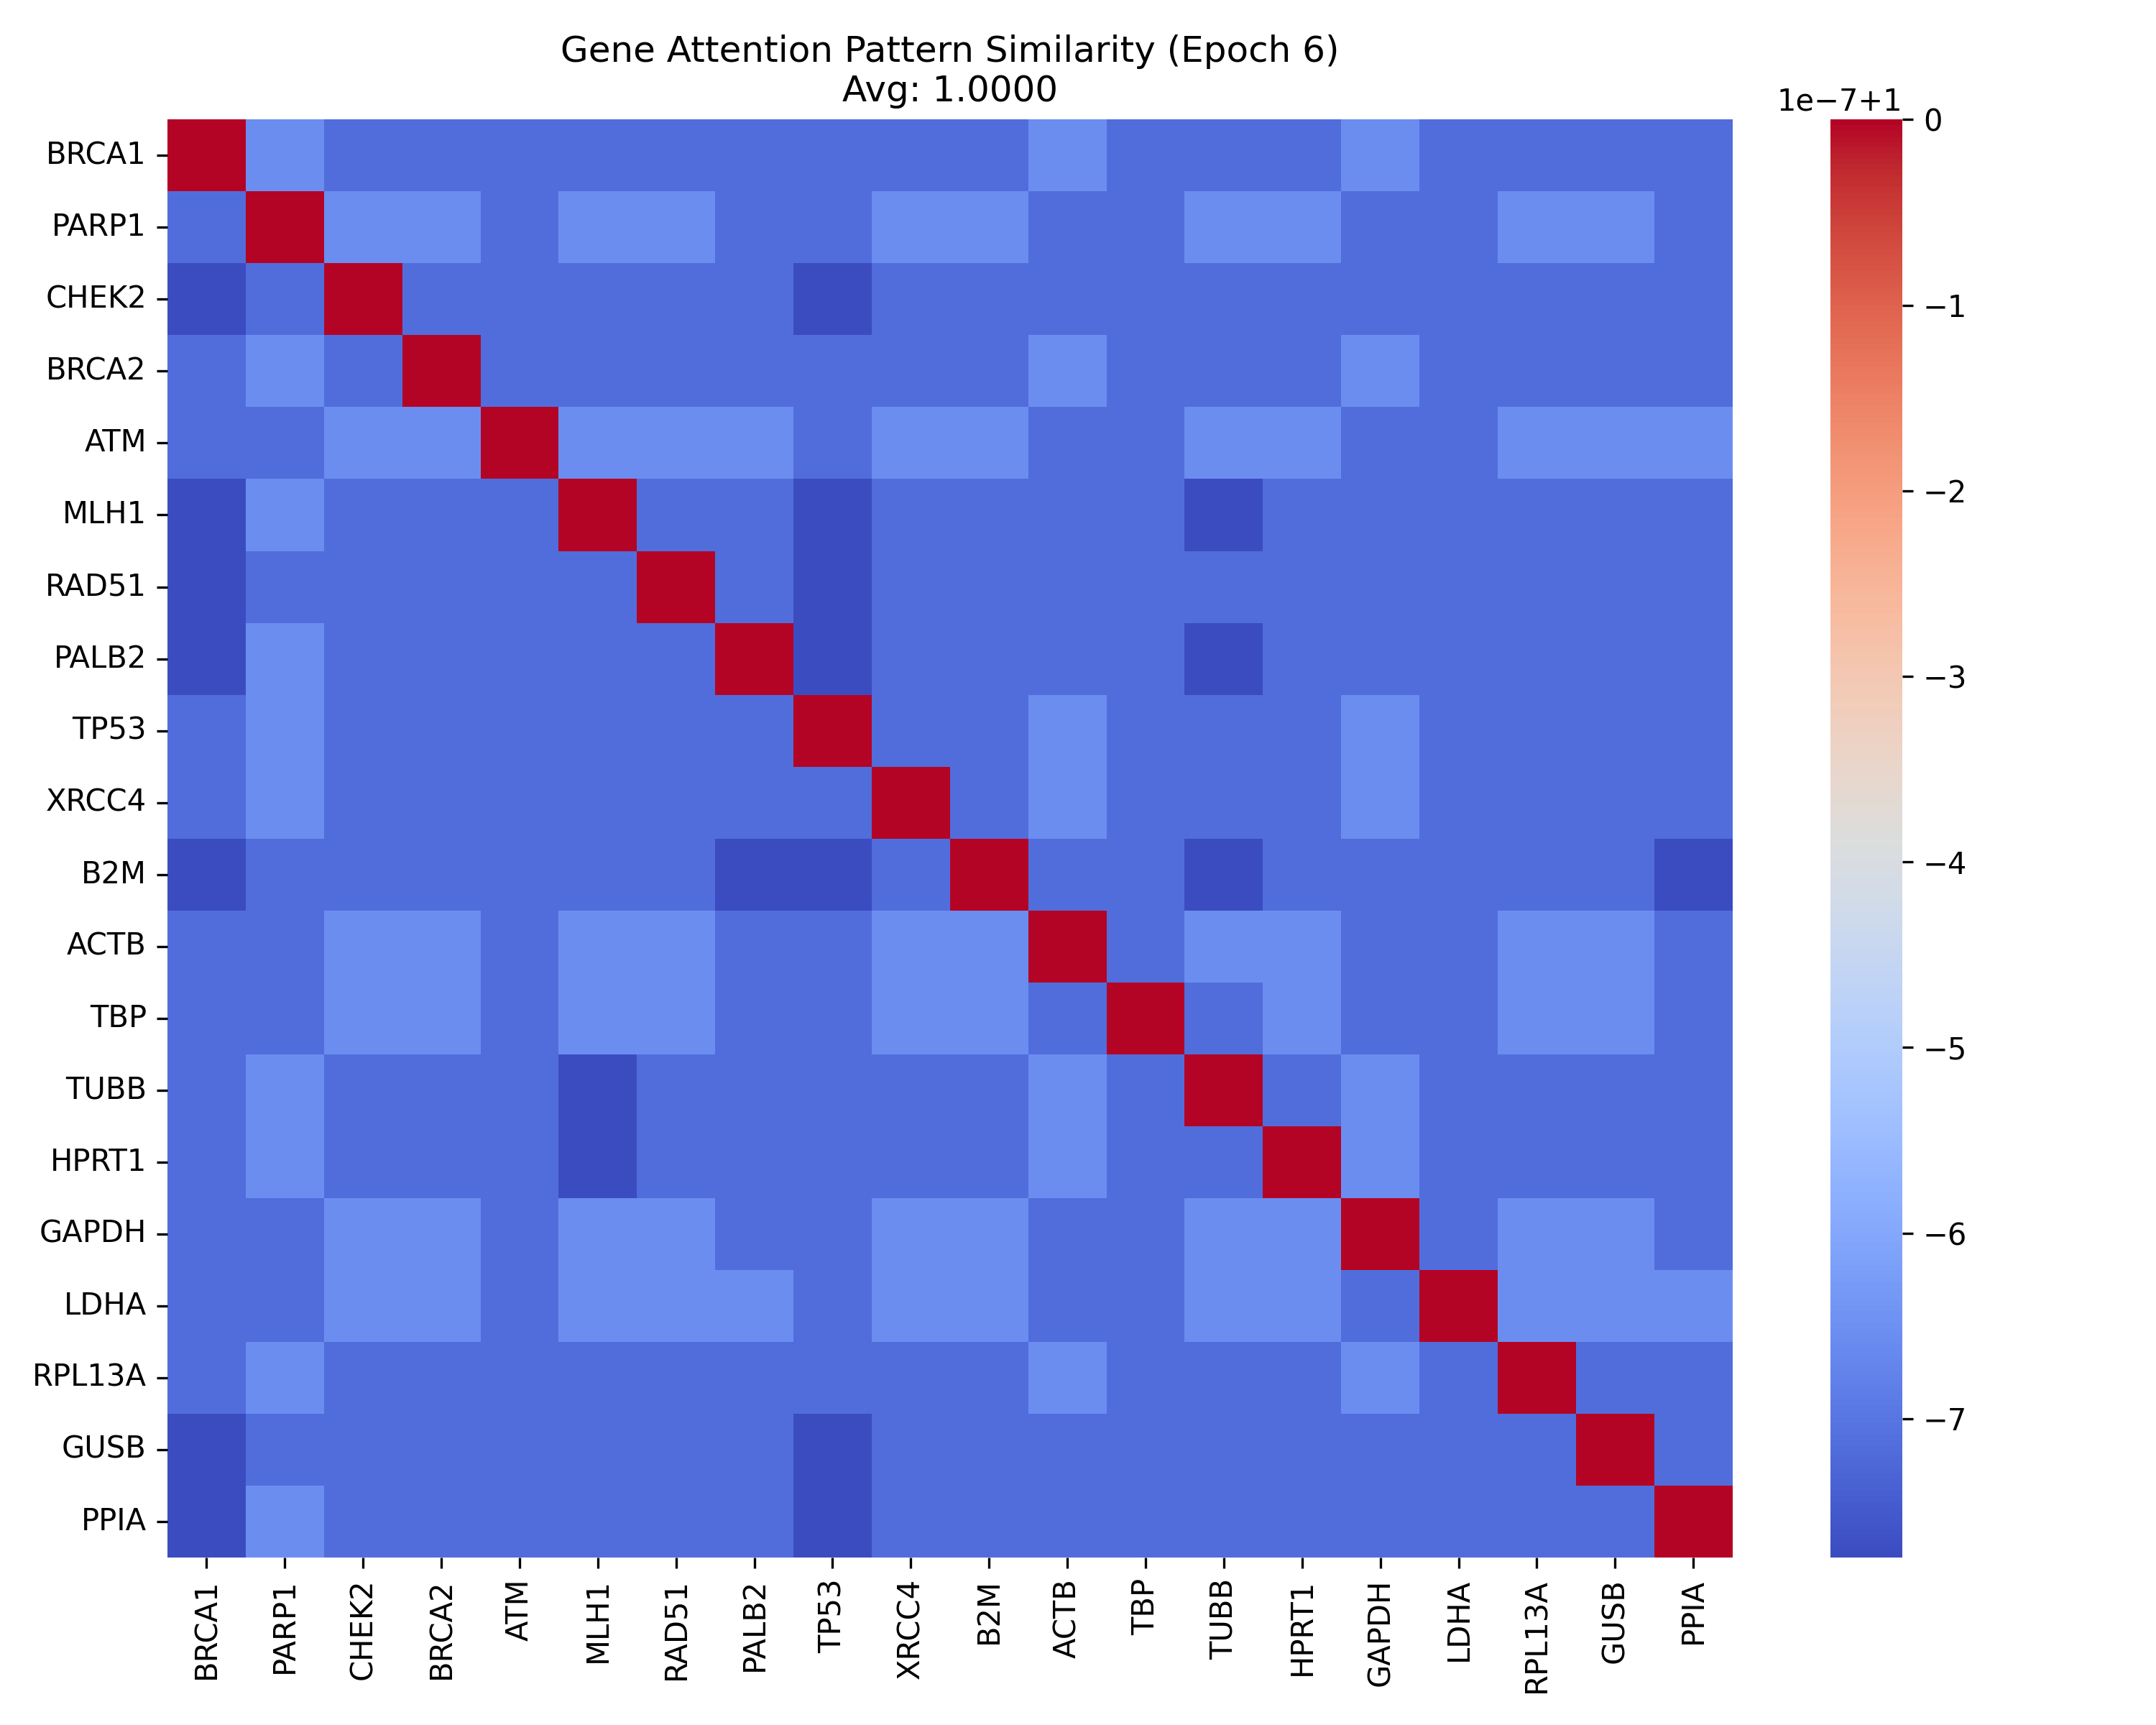 Gene Attention Pattern Similarity (Epoch 6)
Avg: 1.0000
1e−7+1
0
−1
−2
−3
−4
−5
−6
−7
BRCA1
PARP1
CHEK2
BRCA2
ATM
MLH1
RAD51
PALB2
TP53
XRCC4
B2M
ACTB
TBP
TUBB
HPRT1
GAPDH
LDHA
RPL13A
GUSB
PPIA
BRCA1
PARP1
CHEK2
BRCA2
ATM
MLH1
RAD51
PALB2
TP53
XRCC4
B2M
ACTB
TBP
TUBB
HPRT1
GAPDH
LDHA
RPL13A
GUSB
PPIA